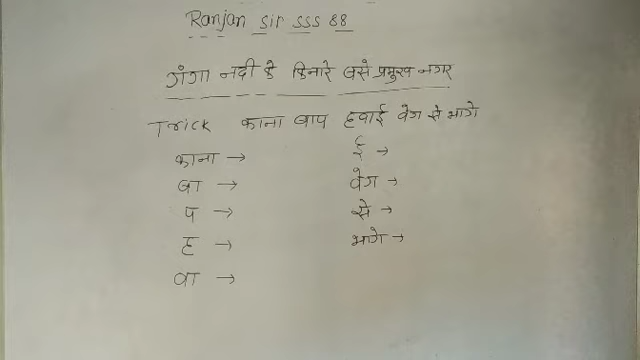 Ranjan Sir SSS 88
गंगा नदी के किनारे बसे प्रमुख नगर
Trick काना बाप हवाई वेग से भागे
काना →
बा →
प →
ह →
वा →
ई →
वेग →
से →
भागे →